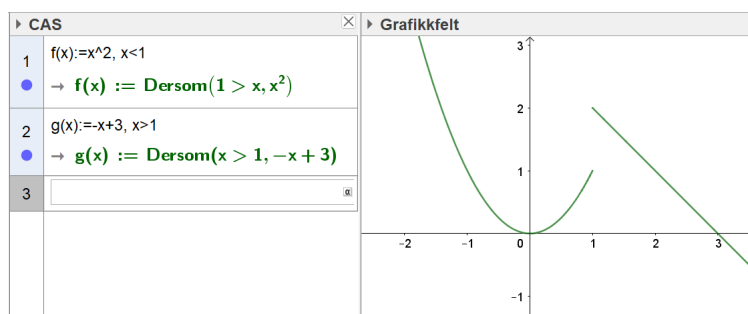 CAS
1
f(x):=x^2, x<1
→ f(x) := Dersom(1 > x, x²)
2
g(x):=-x+3, x>1
→ g(x) := Dersom(x > 1, −x + 3)
3
α
Grafikkfelt
3
2
1
-2 -1 0 1 2 3
-1